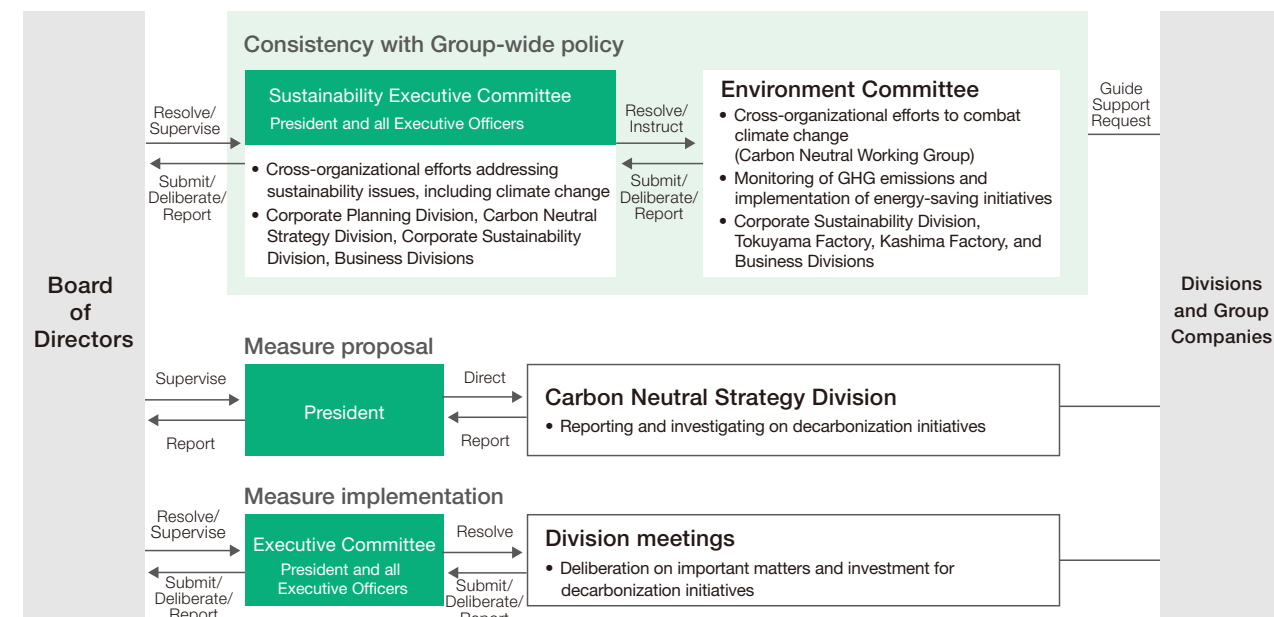 Board
of
Directors
Consistency with Group-wide policy
Resolve/
Supervise
Submit/
Deliberate/
Report
Sustainability Executive Committee
President and all Executive Officers
• Cross-organizational efforts addressing
sustainability issues, including climate change
• Corporate Planning Division, Carbon Neutral
Strategy Division, Corporate Sustainability
Division, Business Divisions
Resolve/
Instruct
Submit/
Deliberate/
Report
Environment Committee
• Cross-organizational efforts to combat
climate change
(Carbon Neutral Working Group)
• Monitoring of GHG emissions and
implementation of energy-saving initiatives
• Corporate Sustainability Division,
Tokuyama Factory, Kashima Factory, and
Business Divisions
Guide
Support
Request
Divisions
and Group
Companies
Measure proposal
Supervise
Report
President
Direct
Report
Carbon Neutral Strategy Division
• Reporting and investigating on decarbonization initiatives
Measure implementation
Resolve/
Supervise
Submit/
Deliberate/
Report
Executive Committee
President and all
Executive Officers
Resolve
Submit/
Deliberate/
Report
Division meetings
• Deliberation on important matters and investment for
decarbonization initiatives